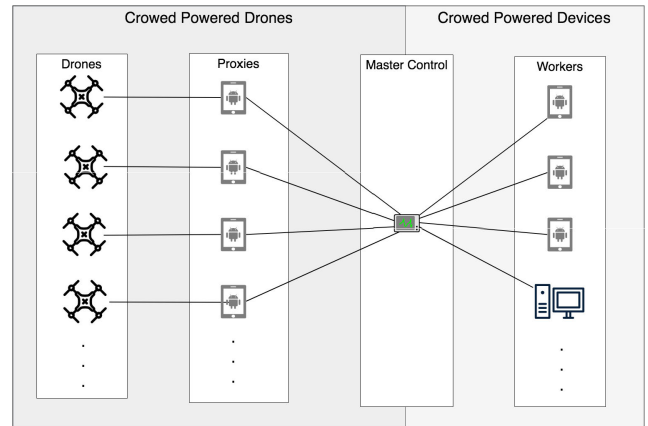 Crowed Powered Drones
Crowed Powered Devices
Drones
Proxies
Master Control
Workers